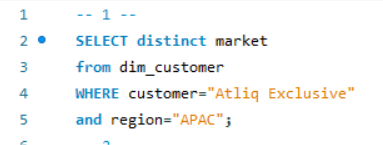 1 -- 1 --
2 SELECT distinct market
3 from dim_customer
4 WHERE customer="Atliq Exclusive"
5 and region="APAC";